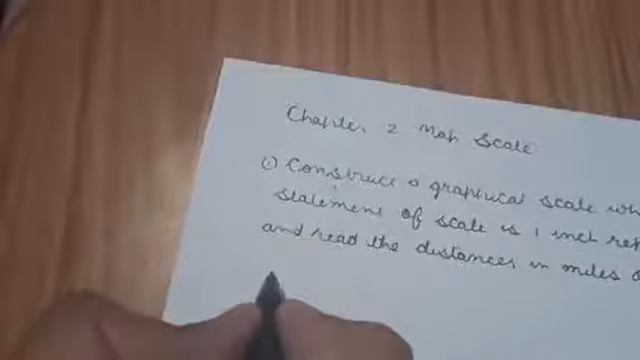 Chapter 2 Map Scale
① Construct a graphical scale
statement of scale is 1 inch
and read the distances in miles